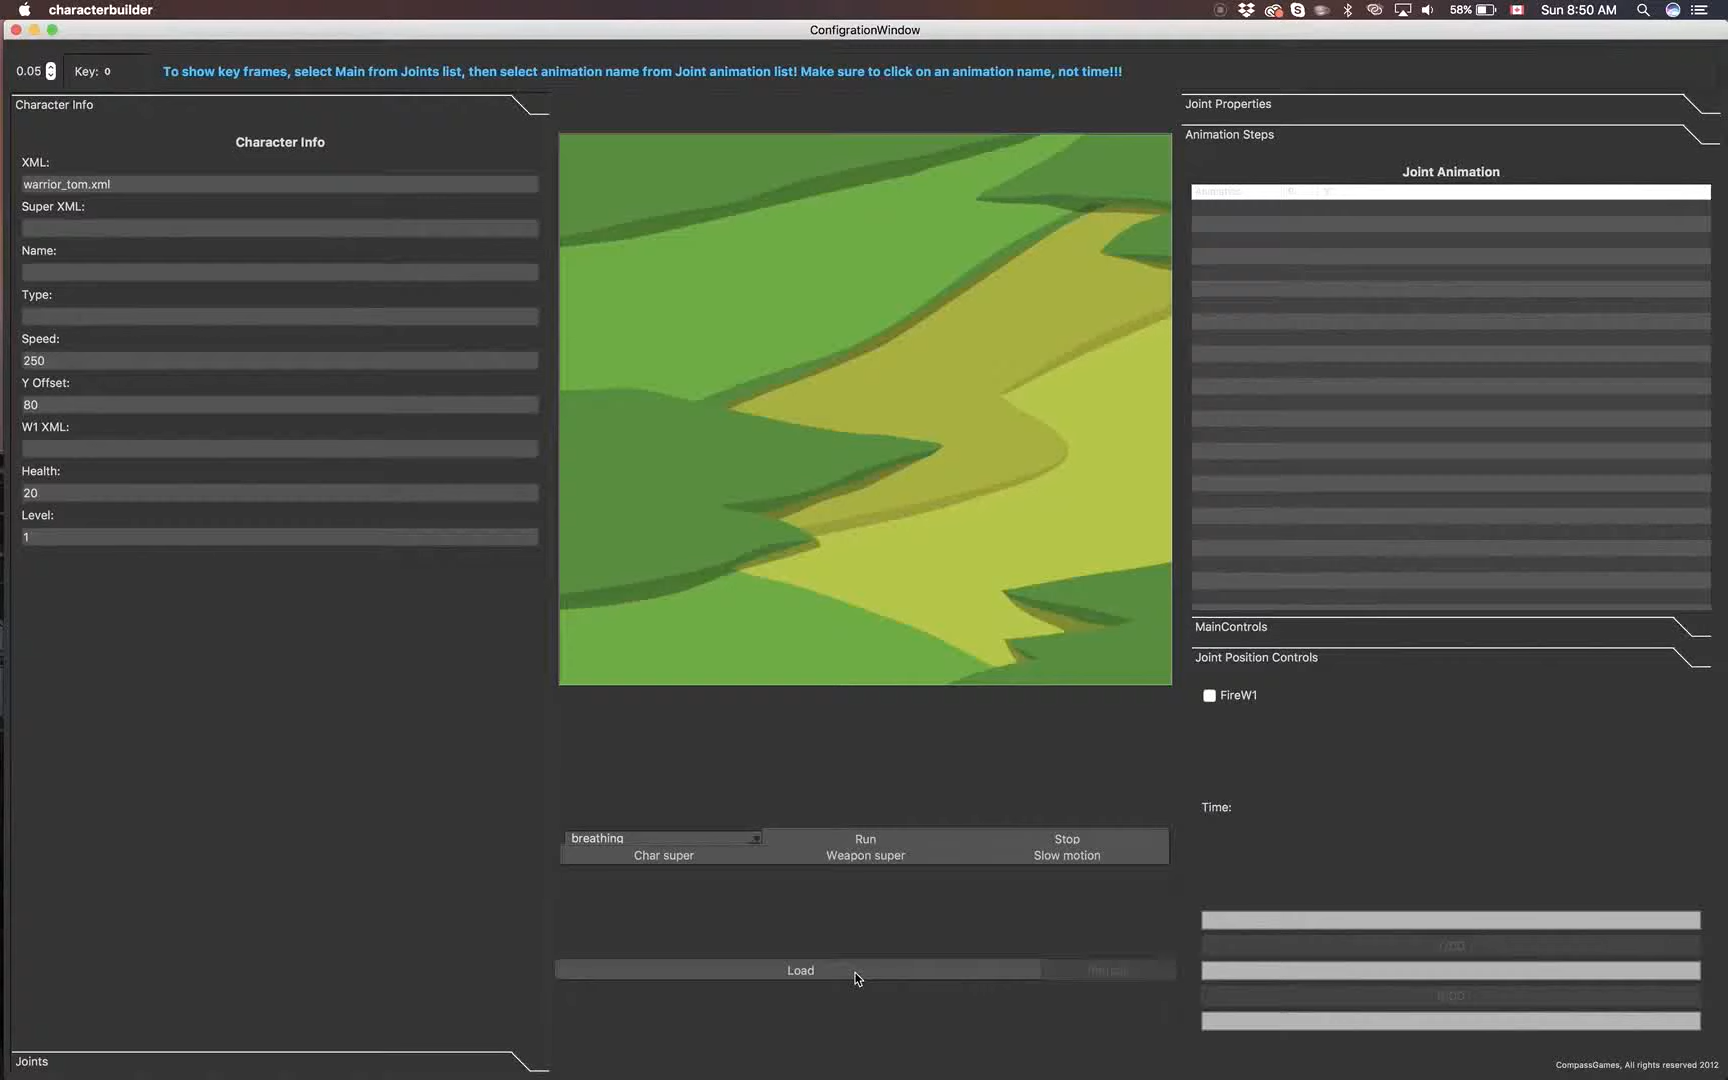 characterbuilder
58%
Sun 8:50 AM
ConfigrationWindow
0.05
Key: 0
To show key frames, select Main from Joints list, then select animation name from Joint animation list! Make sure to click on an animation name, not time!!!
Character Info
Character Info
XML:
warrior_tom.xml
Super XML:
Name:
Type:
Speed:
250
Y Offset:
80
W1 XML:
Health:
20
Level:
1
Joints
breathing
Run
Stop
Char super
Weapon super
Slow motion
Load
Joint Properties
Animation Steps
Joint Animation
MainControls
Joint Position Controls
FireW1
Time:
CompassGames, All rights reserved 2012